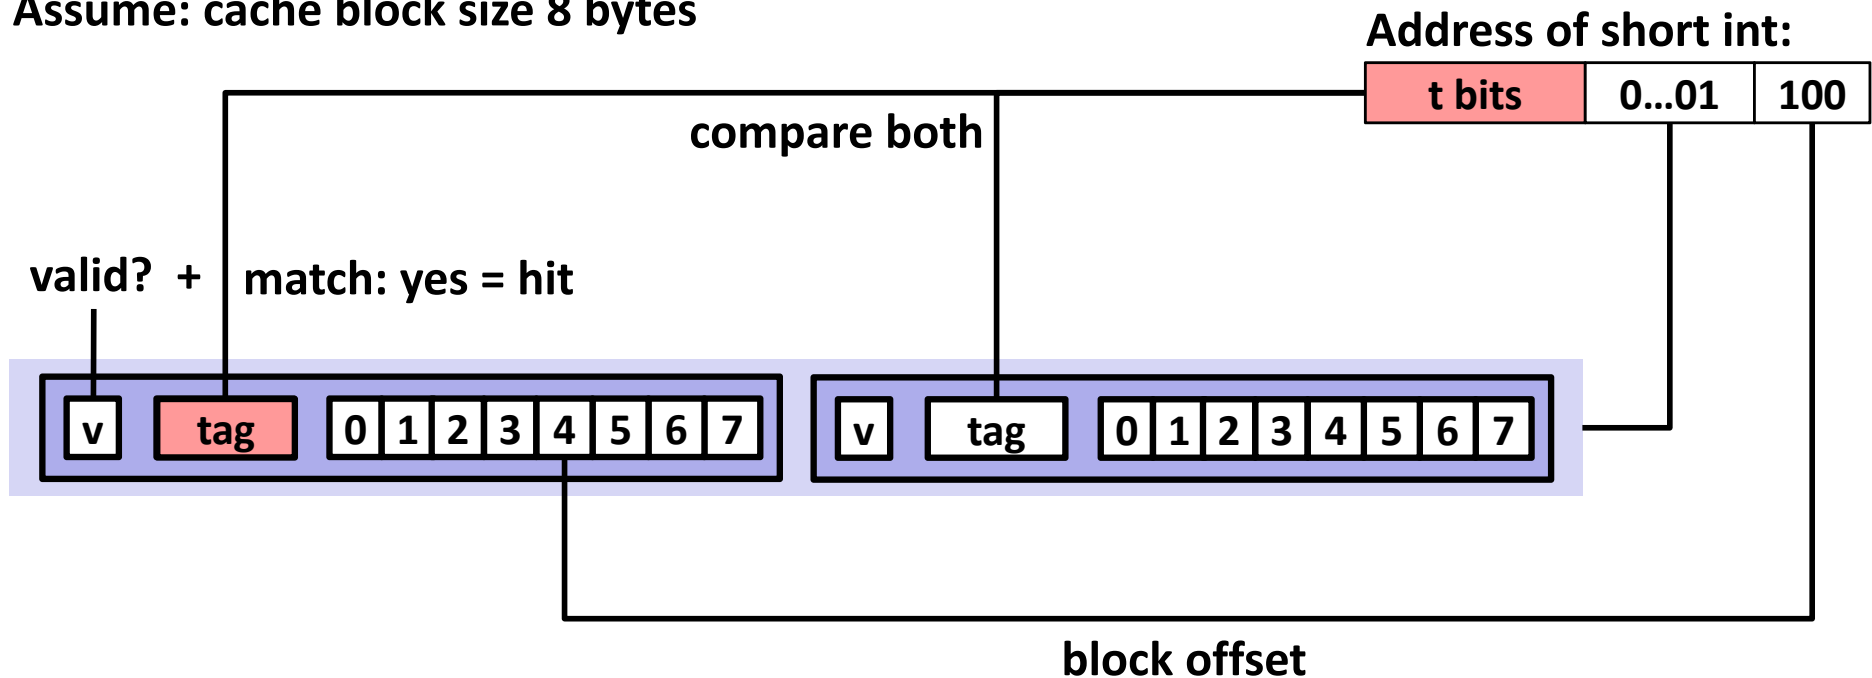 Assume: cache block size 8 bytes
Address of short int:
t bits 0...01 100
compare both
valid? + match: yes = hit
v tag 0 1 2 3 4 5 6 7 v tag 0 1 2 3 4 5 6 7
block offset